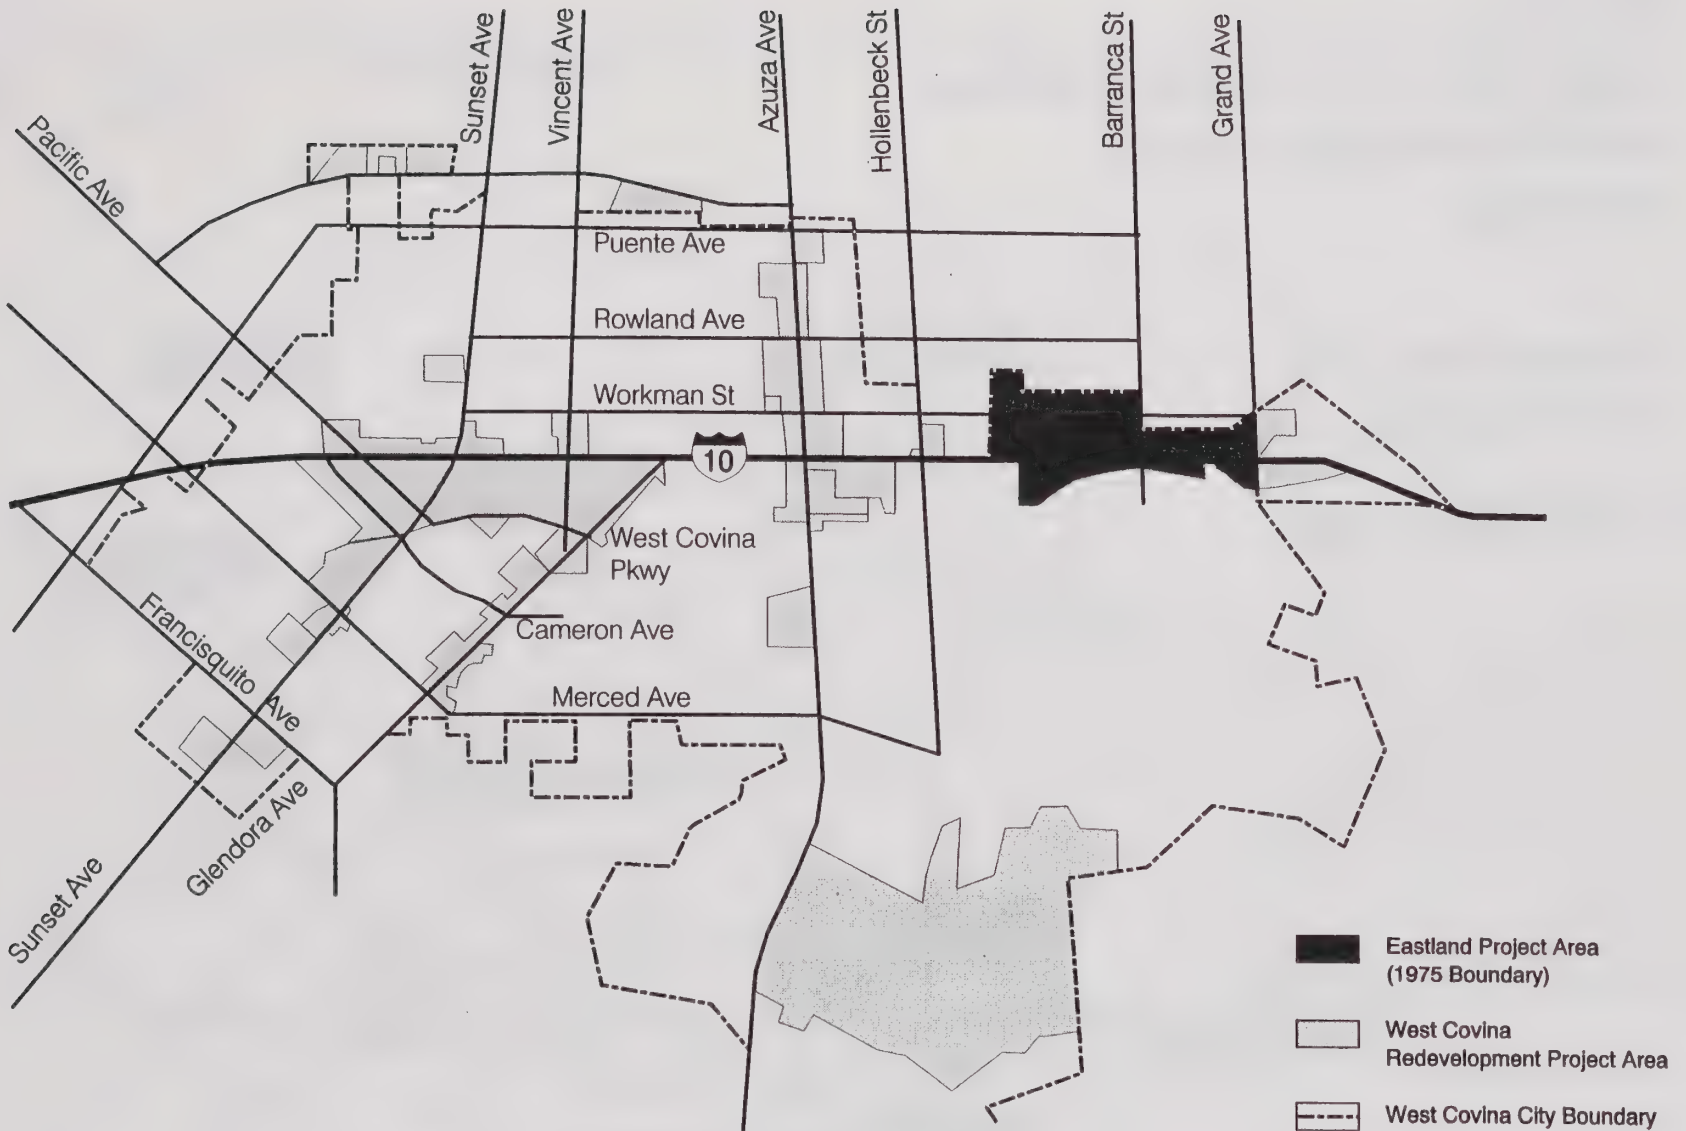 Sunset Ave
Vincent Ave
Azuza Ave
Hollenbeck St
Barranca St
Grand Ave
Pacific Ave
Puente Ave
Rowland Ave
Workman St
10
West Covina
Pkwy
Cameron Ave
Francisquito Ave
Merced Ave
Glendora Ave
Sunset Ave
Eastland Project Area
(1975 Boundary)
West Covina
Redevelopment Project Area
West Covina City Boundary